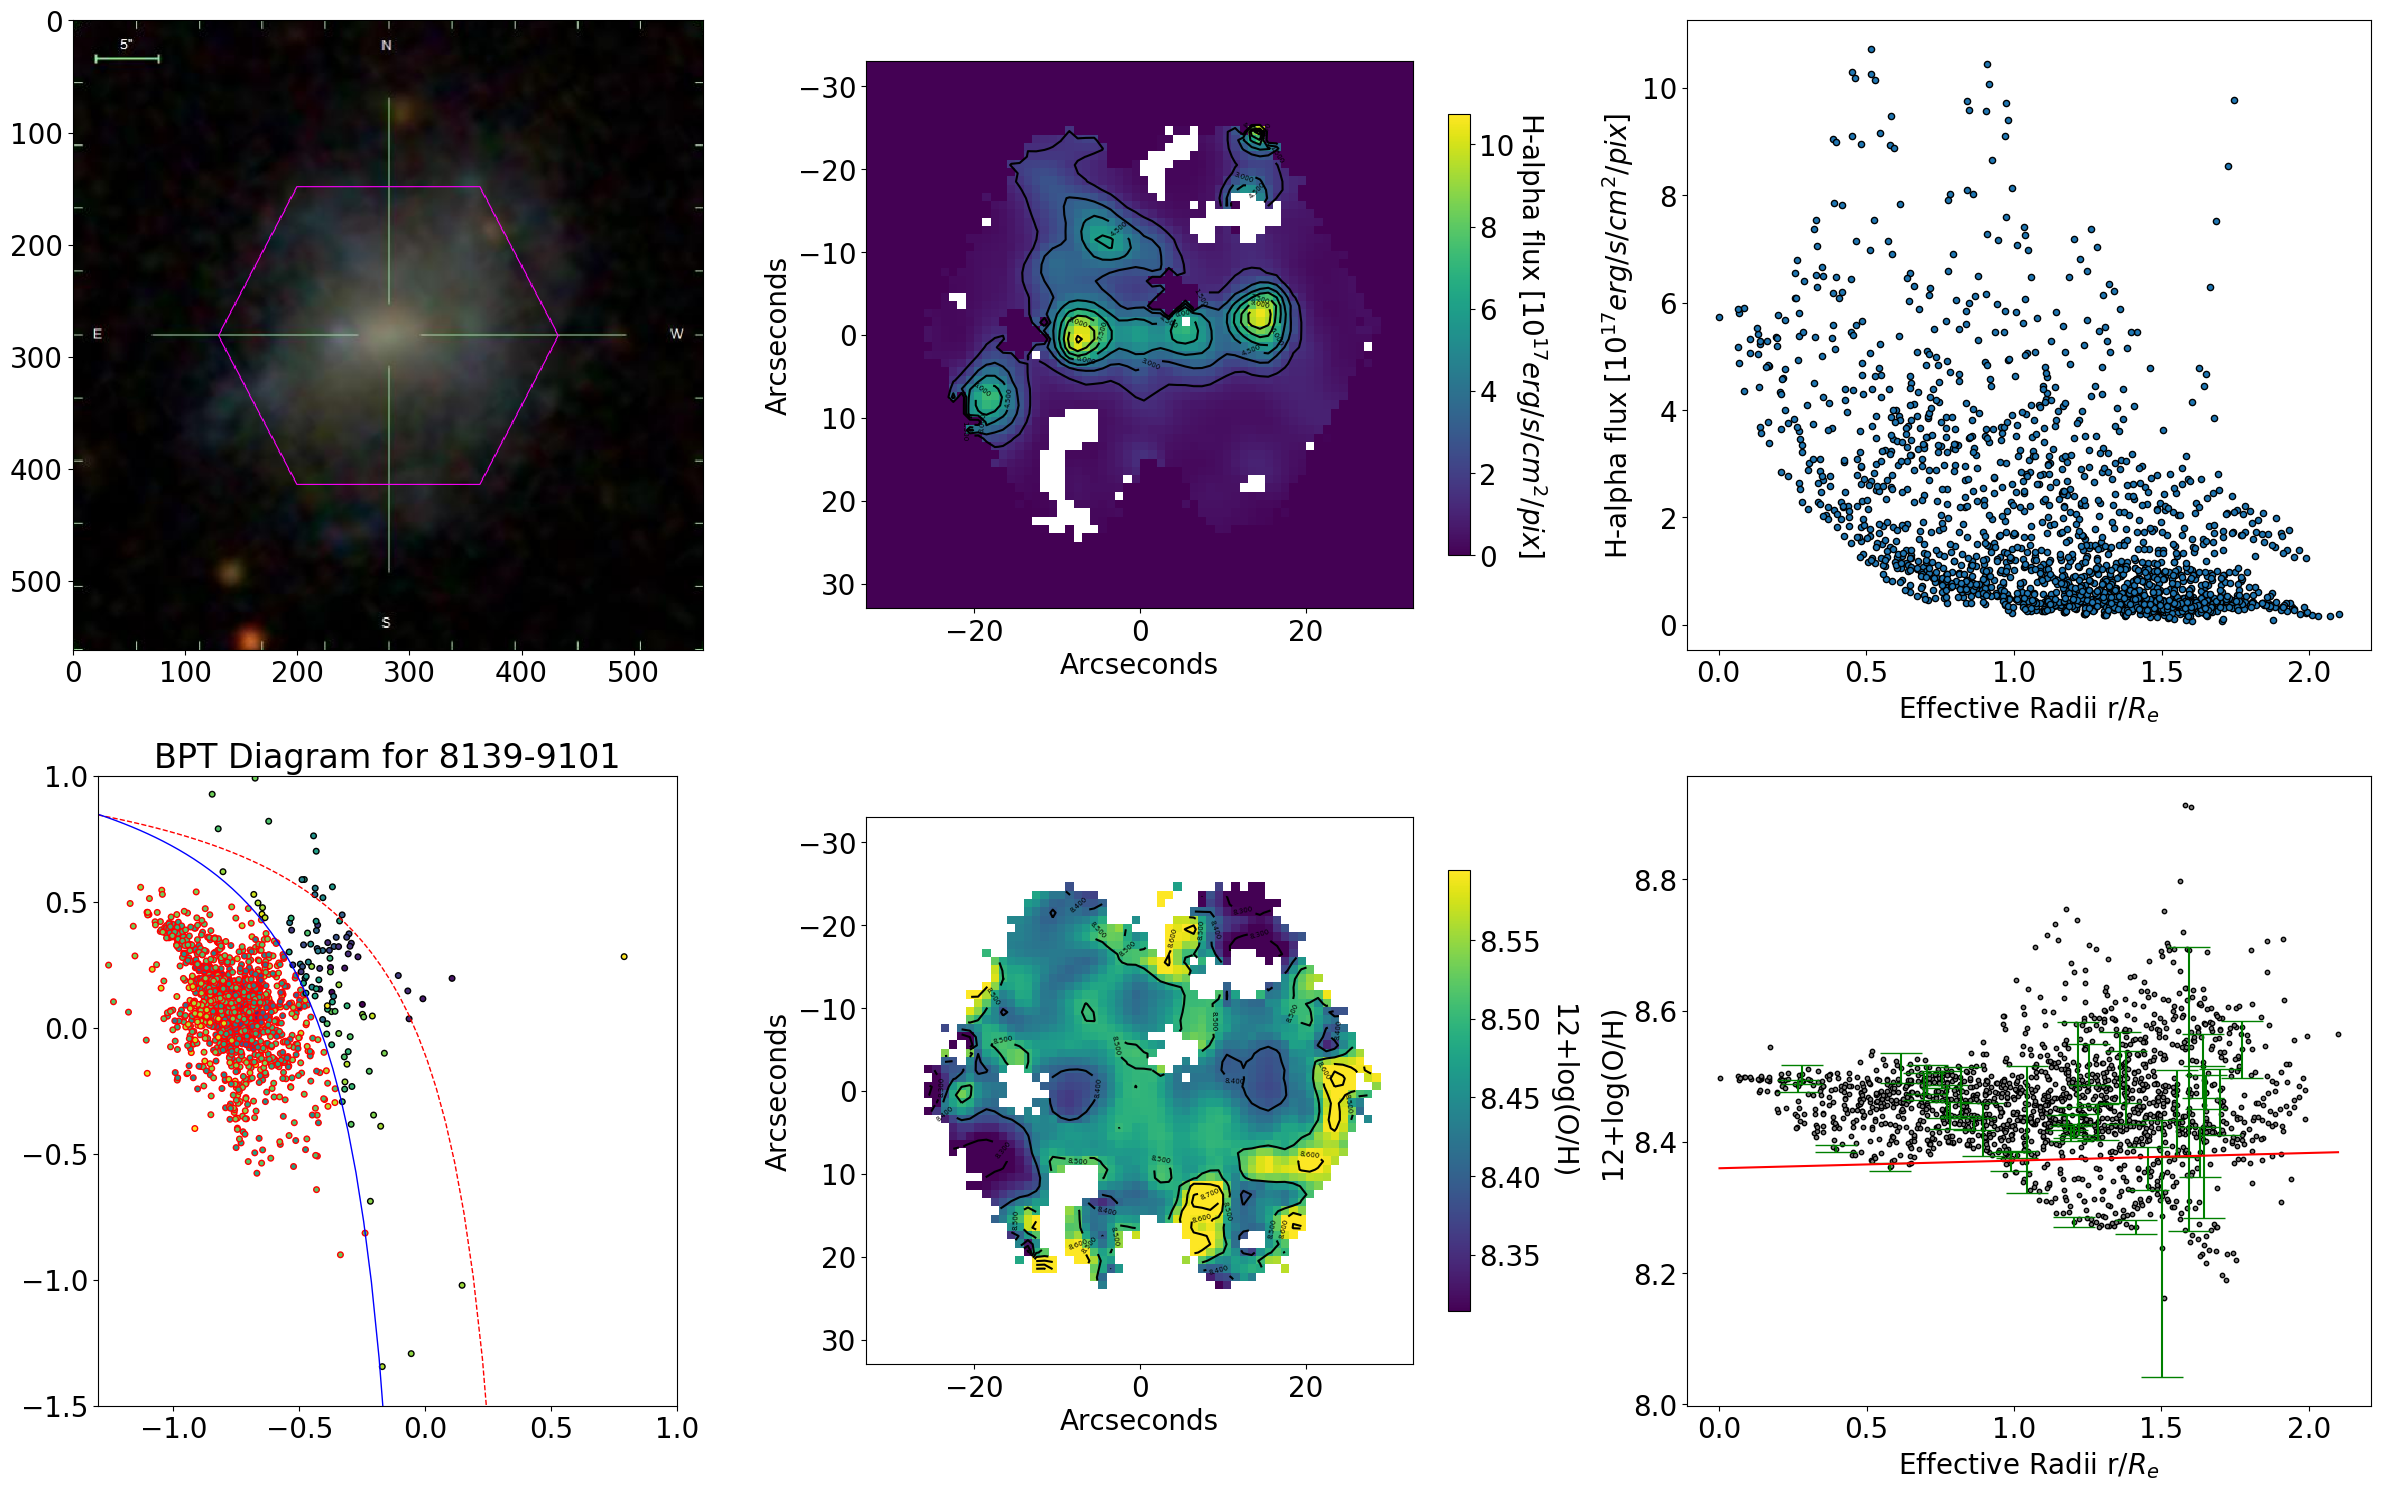 0
100
200
300
400
500
5"
N
E
W
S
0 100 200 300 400 500
−30
−20
−10
0
10
20
30
Arcseconds
−20 0 20
Arcseconds
10
8
6
4
2
0
H-alpha flux [10^17 erg/s/cm^2/pix]
H-alpha flux [10^17 erg/s/cm^2/pix]
10
8
6
4
2
0
0.0 0.5 1.0 1.5 2.0
Effective Radii r/R_e
BPT Diagram for 8139-9101
1.0
0.5
0.0
−0.5
−1.0
−1.5
−1.0 −0.5 0.0 0.5 1.0
−30
−20
−10
0
10
20
30
Arcseconds
−20 0 20
Arcseconds
8.55
8.50
8.45
8.40
8.35
12+log(O/H)
12+log(O/H)
8.8
8.6
8.4
8.2
8.0
0.0 0.5 1.0 1.5 2.0
Effective Radii r/R_e